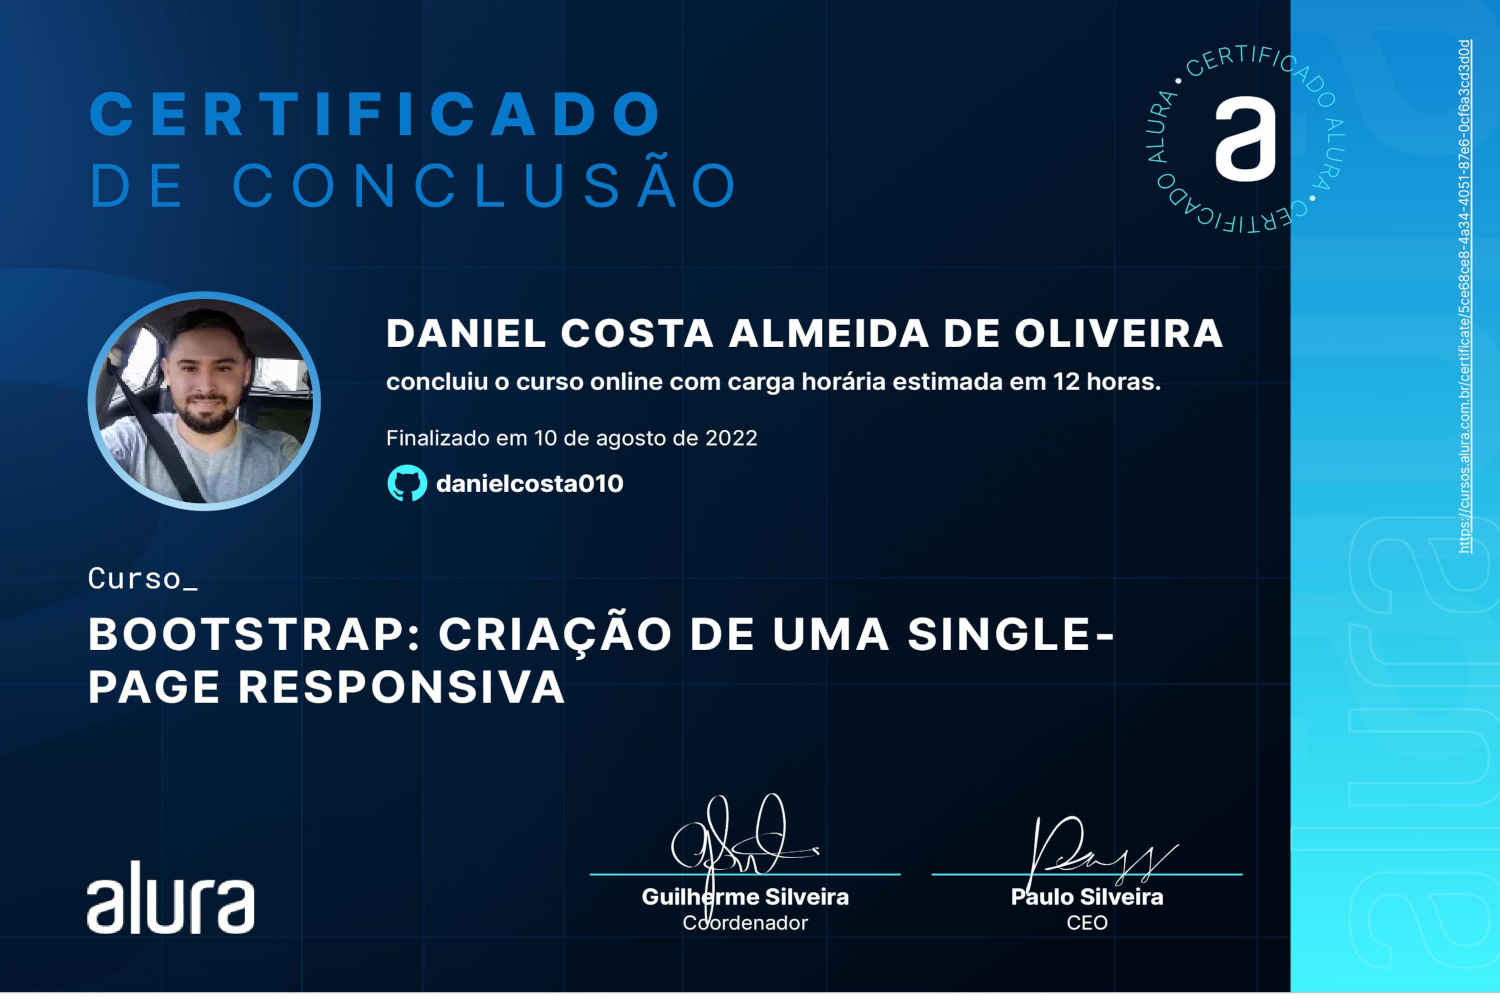 CERTIFICADO
DE CONCLUSÃO
a
CERTIFICADO ALURA • CERTIFICADO ALURA •
DANIEL COSTA ALMEIDA DE OLIVEIRA
concluiu o curso online com carga horária estimada em 12 horas.
Finalizado em 10 de agosto de 2022
danielcosta010
Curso_
BOOTSTRAP: CRIAÇÃO DE UMA SINGLE-
PAGE RESPONSIVA
alura
Guilherme Silveira
Coordenador
Paulo Silveira
CEO
https://cursos.alura.com.br/certificate/5ce68ce8-4a34-4051-87e6-0cf6a3cd3d0d
alura